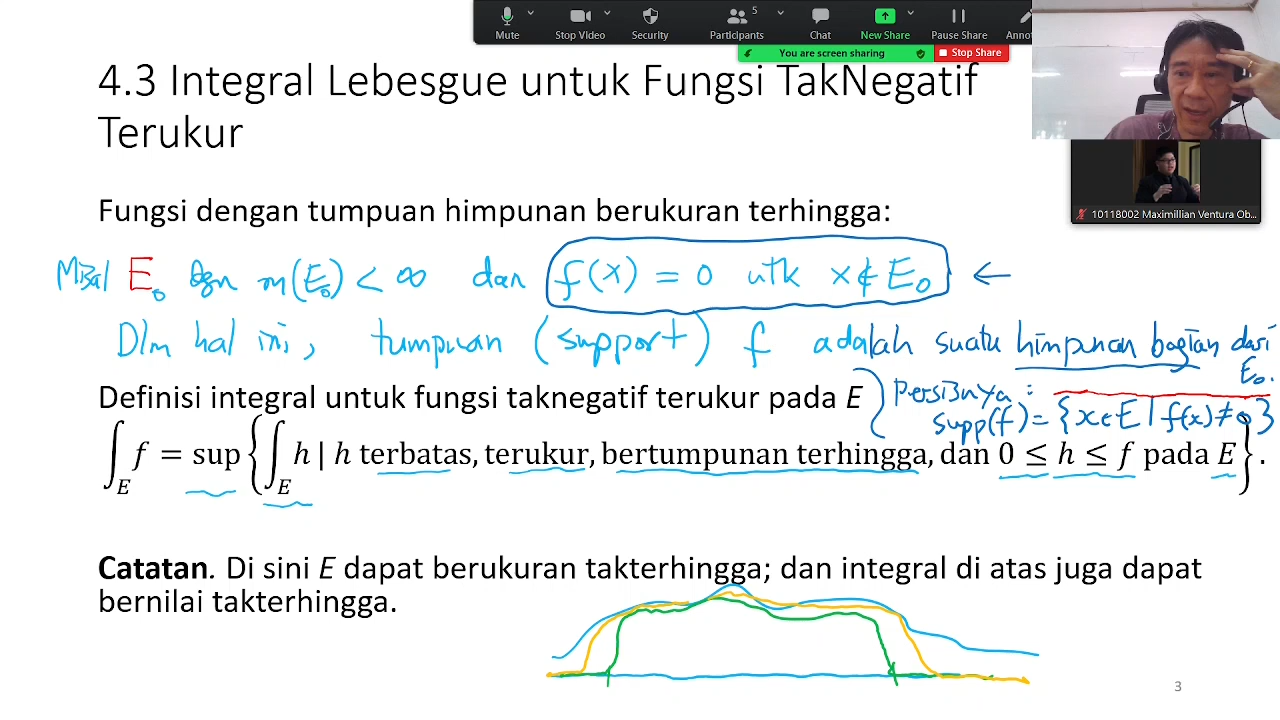 Mute
Stop Video
Security
5
Participants
Chat
New Share
Pause Share
You are screen sharing
Stop Share
4.3 Integral Lebesgue untuk Fungsi TakNegatif
Terukur
10118002 Maximillian Ventura Ob...
Fungsi dengan tumpuan himpunan berukuran terhingga:
Misal E₀ dgn m(E₀) < ∞ dan f(x) = 0 utk x ∉ E₀ ←
Dlm hal ini, tumpuan (support) f adalah suatu himpunan bagian dari
E₀.
Definisi integral untuk fungsi taknegatif terukur pada E
Persisnya:
supp(f) = {x ∈ E | f(x) ≠ 0}
∫_E f = sup {∫_E h | h terbatas, terukur, bertumpunan terhingga, dan 0 ≤ h ≤ f pada E}.
Catatan. Di sini E dapat berukuran takterhingga; dan integral di atas juga dapat
bernilai takterhingga.
3